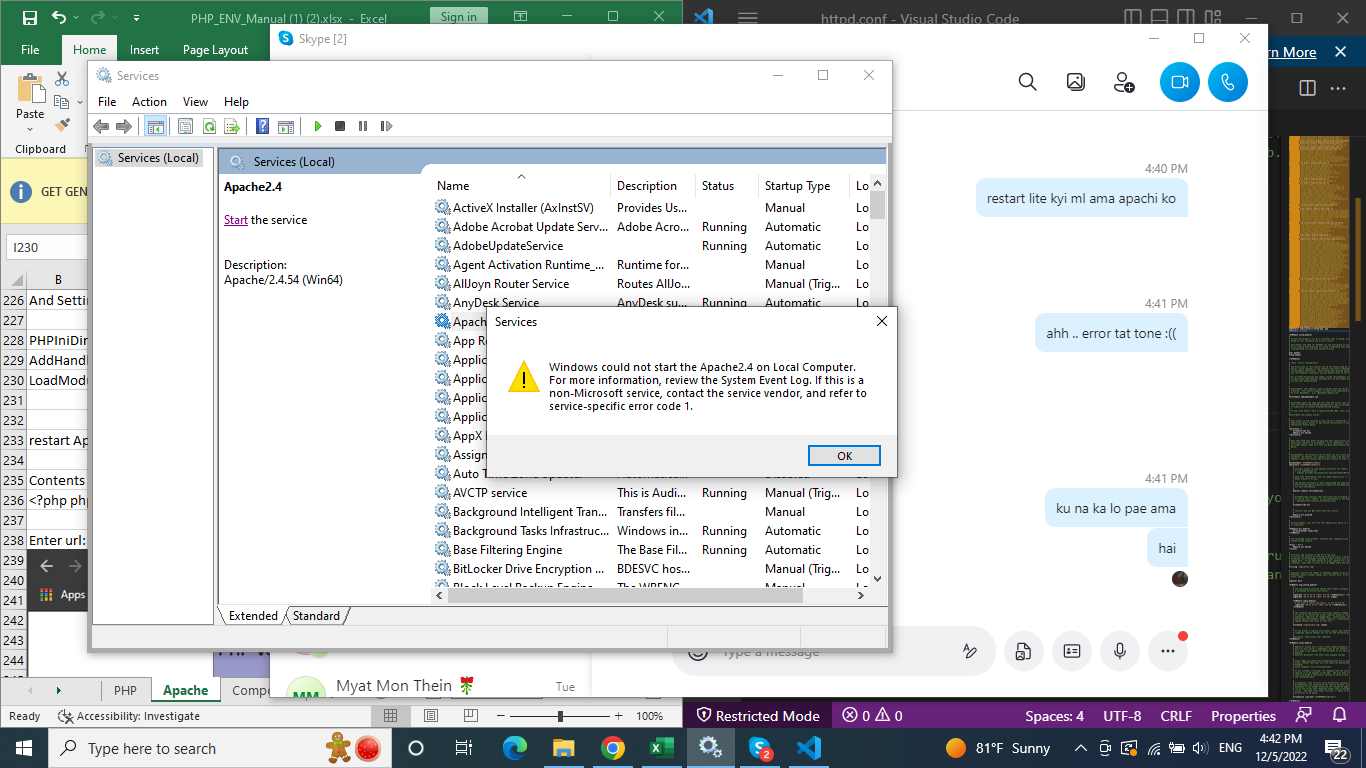 PHP_ENV_Manual (1) (2).xlsx - Excel
Sign in
File
Home
Insert
Page Layout
Paste
Clipboard
GET GEN
I230
B
226
And Settin
227
228
PHPIniDir
229
AddHandl
230
LoadModu
232
233
restart Ap
234
235
Contents
236
<?php php
237
238
Enter url:
239
240
Apps
241
242
243
244
PHP
Apache
Compo
Ready
Accessibility: Investigate
100%
httpd.conf - Visual Studio Code
rn More
Skype [2]
4:40 PM
restart lite kyi ml ama apachi ko
4:41 PM
ahh .. error tat tone :((
4:41 PM
ku na ka lo pae ama
hai
Type a message
MM
Myat Mon Thein
Tue
Services
File
Action
View
Help
Services (Local)
Services (Local)
Apache2.4
Start the service
Description:
Apache/2.4.54 (Win64)
Name
Description
Status
Startup Type
Lo
ActiveX Installer (AxInstSV)
Provides Us...
Manual
Lo
Adobe Acrobat Update Serv...
Adobe Acro...
Running
Automatic
Lo
AdobeUpdateService
Running
Automatic
Lo
Agent Activation Runtime_...
Runtime for...
Manual
Lo
AllJoyn Router Service
Routes AllJo...
Manual (Trig...
Lo
AnyDesk Service
AnyDesk su...
Running
Automatic
Lo
Apach
App Re
Applic
Applic
Applic
Applic
AppX
Assign
Auto T
AVCTP service
This is Audi...
Running
Manual (Trig...
Lo
Background Intelligent Tran...
Transfers fil...
Manual
Lo
Background Tasks Infrastruc...
Windows in...
Running
Automatic
Lo
Base Filtering Engine
The Base Fil...
Running
Automatic
Lo
BitLocker Drive Encryption ...
BDESVC hos...
Manual (Trig...
Lo
Block Level Backup Engine
The WBENG
Manual
Lo
Extended
Standard
Services
Windows could not start the Apache2.4 on Local Computer.
For more information, review the System Event Log. If this is a
non-Microsoft service, contact the service vendor, and refer to
service-specific error code 1.
OK
Restricted Mode
0
0
Spaces: 4
UTF-8
CRLF
Properties
Type here to search
2
81°F Sunny
ENG
4:42 PM
12/5/2022
22